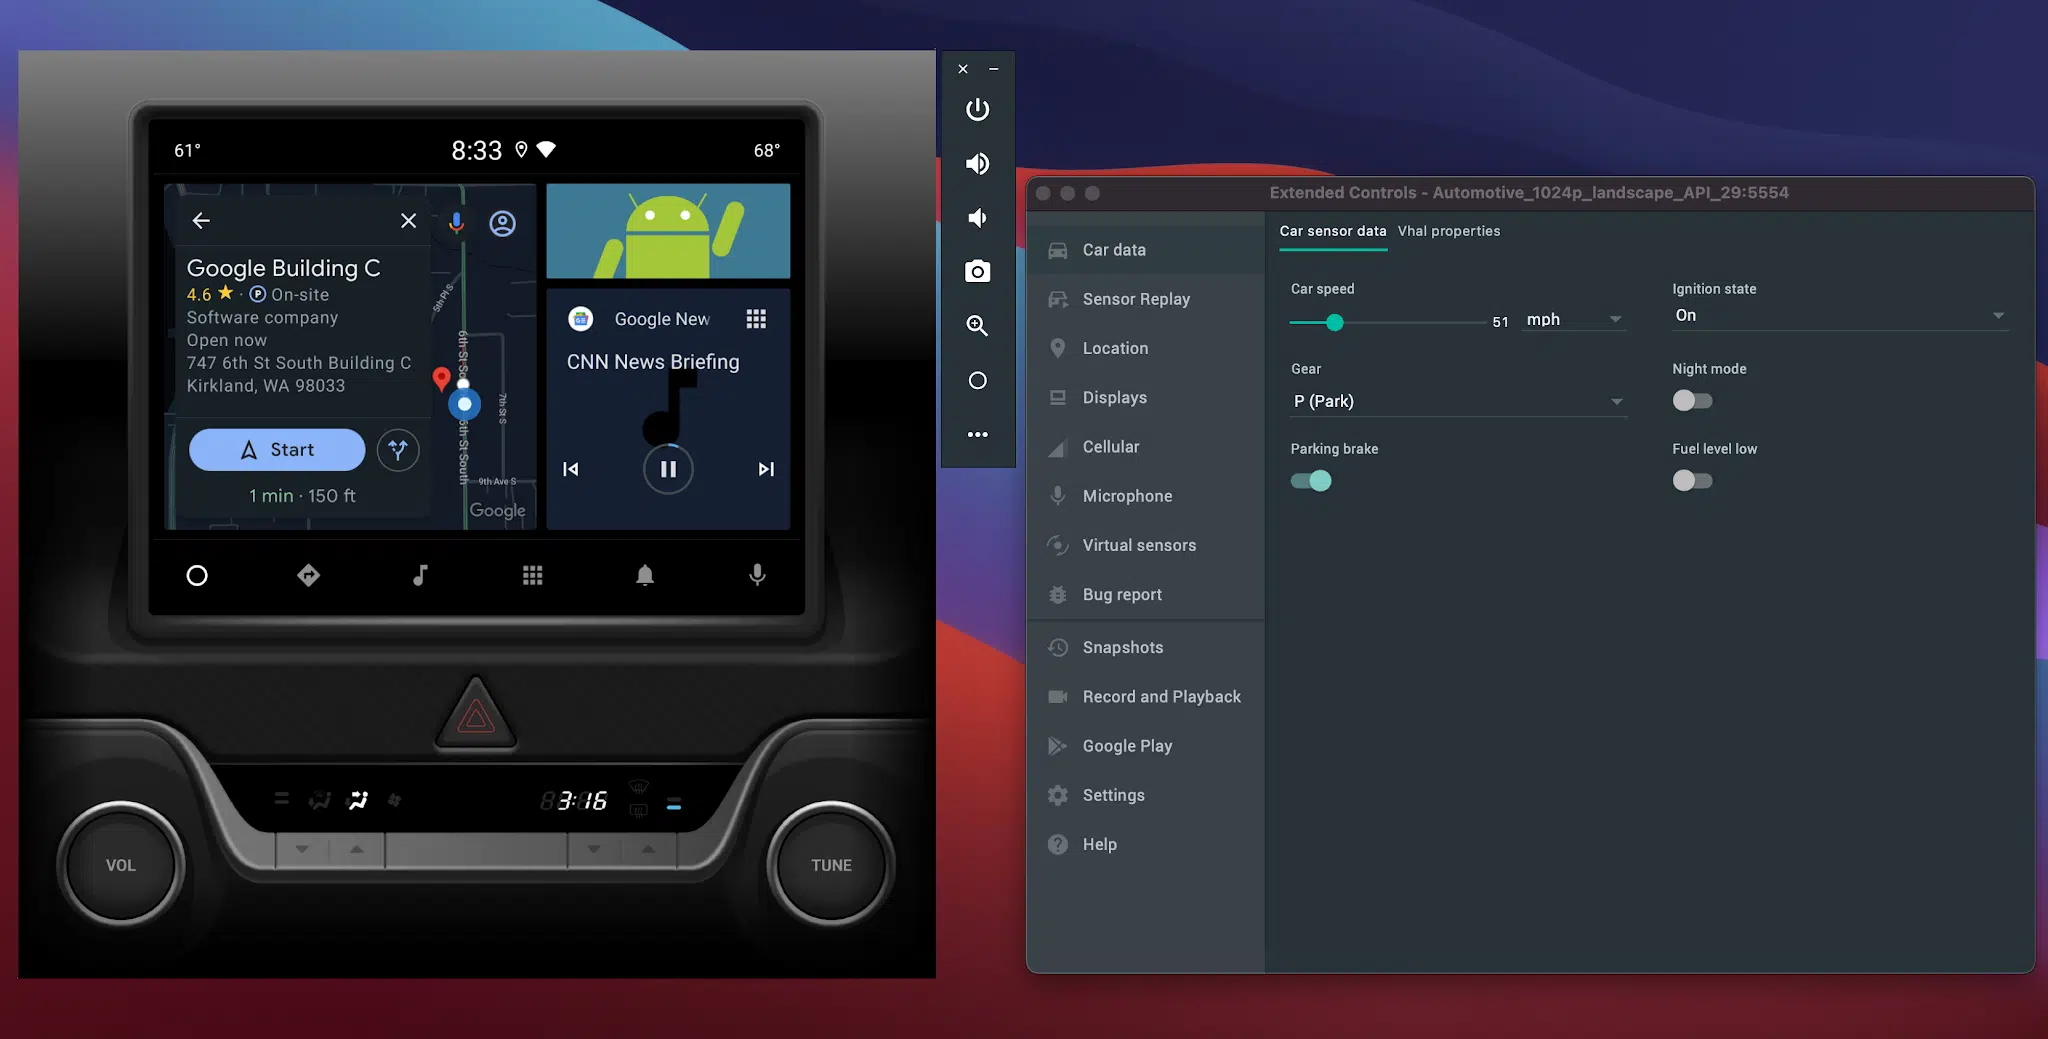 61°
8:33
68°
Google Building C
4.6 ★ · P On-site
Software company
Open now
747 6th St South Building C
Kirkland, WA 98033
Start
1 min · 150 ft
5th Pl S
6th St South
6th St South
7th St S
9th Ave S
Google
Google New
CNN News Briefing
3:16
VOL
TUNE
Extended Controls - Automotive_1024p_landscape_API_29:5554
Car data
Sensor Replay
Location
Displays
Cellular
Microphone
Virtual sensors
Bug report
Snapshots
Record and Playback
Google Play
Settings
Help
Car sensor data
Vhal properties
Car speed
51
mph
Ignition state
On
Gear
P (Park)
Night mode
Parking brake
Fuel level low